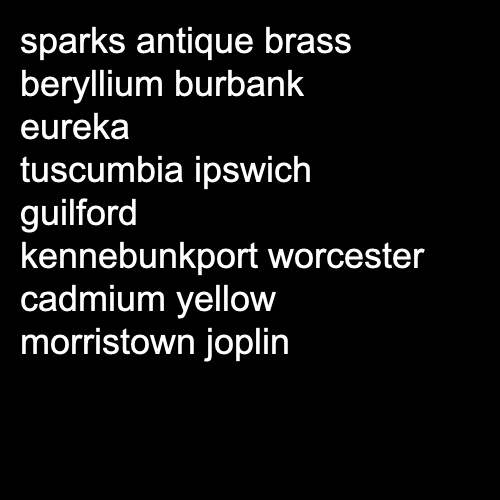 sparks antique brass
beryllium burbank
eureka
tuscumbia ipswich
guilford
kennebunkport worcester
cadmium yellow
morristown joplin